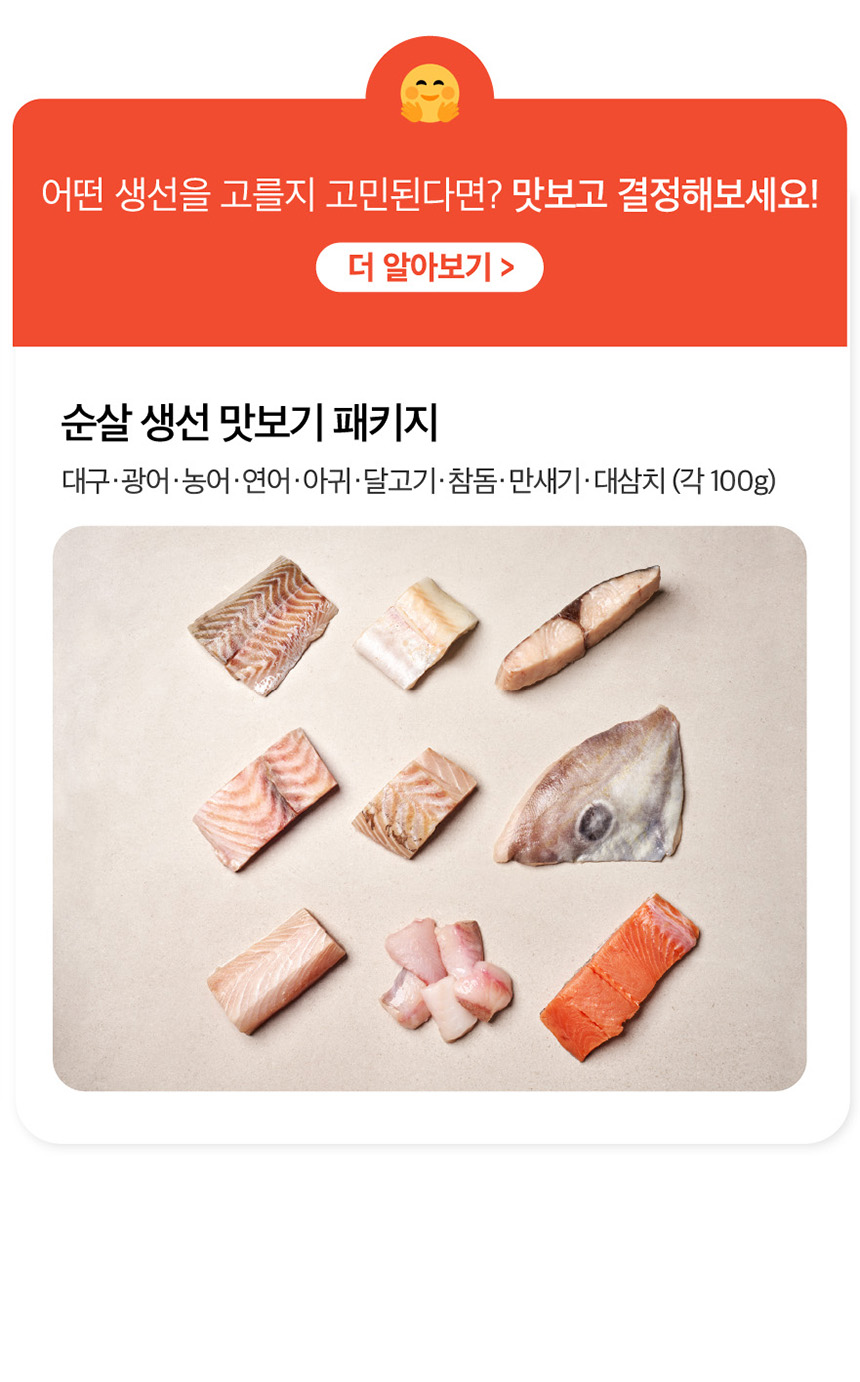 어떤 생선을 고를지 고민된다면? 맛보고 결정해보세요!
더 알아보기 >
순살 생선 맛보기 패키지
대구·광어·농어·연어·아귀·달고기·참돔·만새기·대삼치 (각 100g)